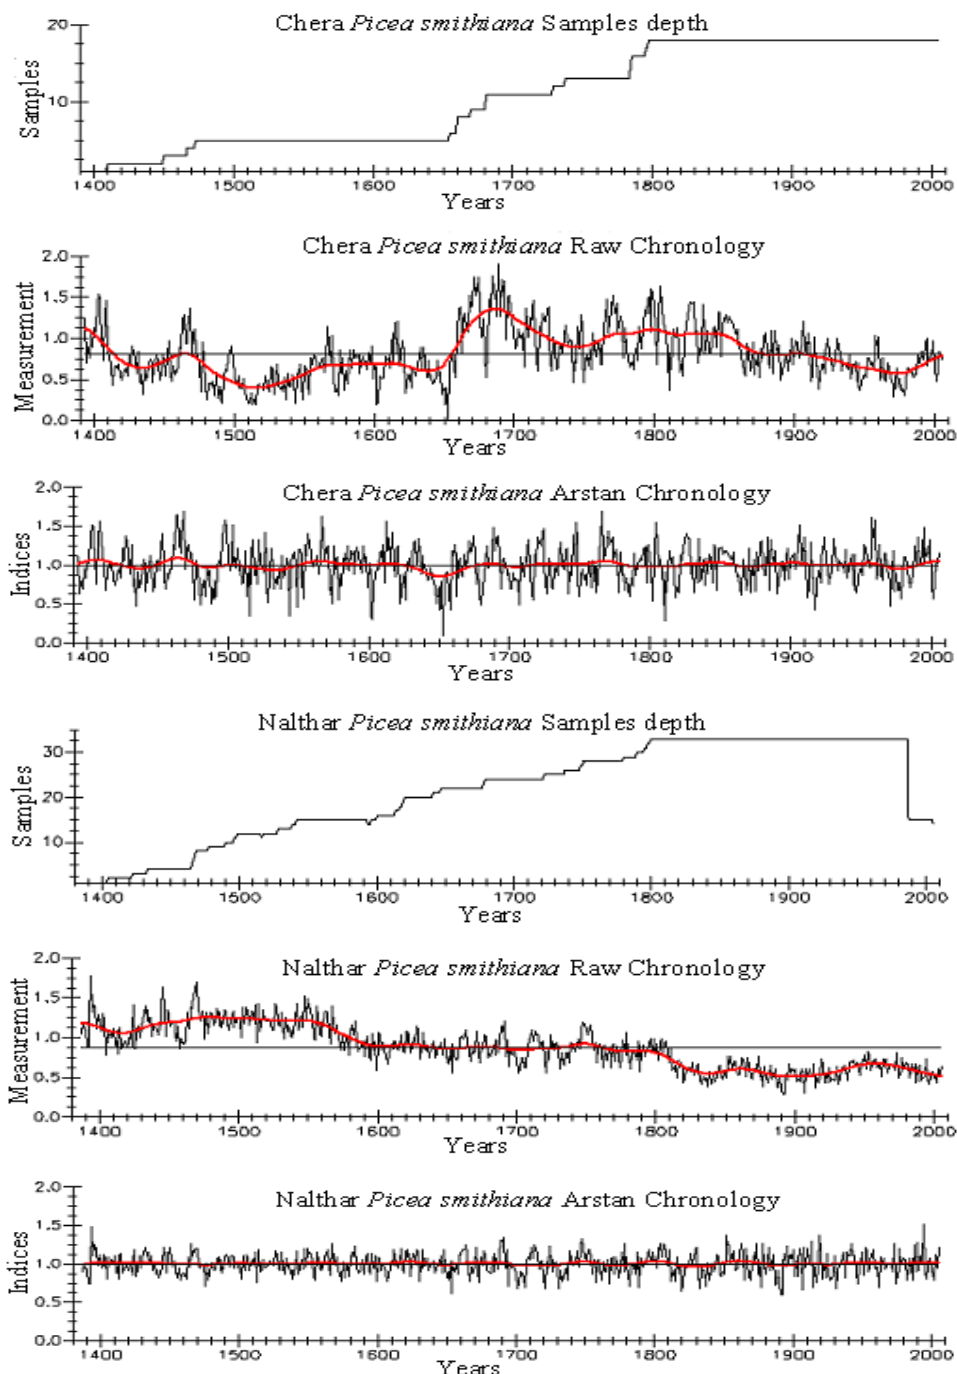 Chera Picea smithiana Samples depth
20
10
Samples
1400 1500 1600 1700 1800 1900 2000
Years
Chera Picea smithiana Raw Chronology
2.0
1.5
1.0
0.5
0.0
Measurement
1400 1500 1600 1700 1800 1900 2000
Years
Chera Picea smithiana Arstan Chronology
2.0
1.5
1.0
0.5
0.0
Indices
1400 1500 1600 1700 1800 1900 2000
Years
Nalthar Picea smithiana Samples depth
30
20
10
Samples
1400 1500 1600 1700 1800 1900 2000
Years
Nalthar Picea smithiana Raw Chronology
2.0
1.5
1.0
0.5
0.0
Measurement
1400 1500 1600 1700 1800 1900 2000
Years
Nalthar Picea smithiana Arstan Chronology
2.0
1.5
1.0
0.5
0.0
Indices
1400 1500 1600 1700 1800 1900 2000
Years